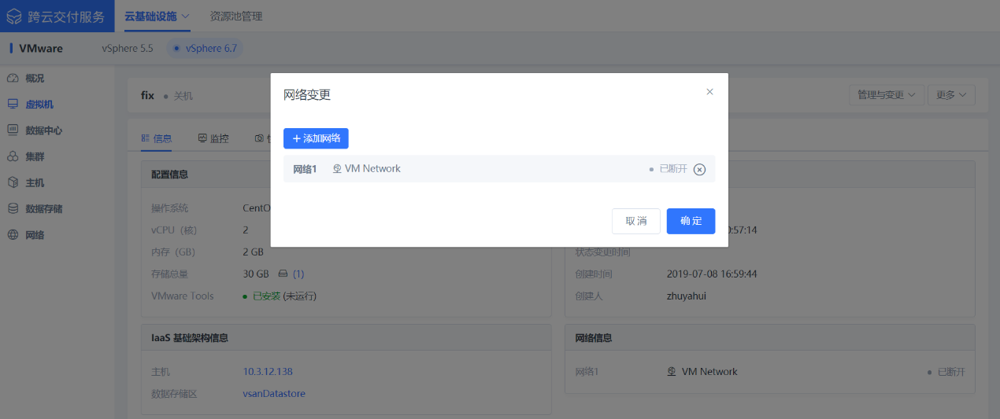 跨云交付服务 云基础设施 资源池管理
VMware vSphere 5.5 vSphere 6.7
概况
虚拟机
数据中心
集群
主机
数据存储
网络
fix 关机 管理与变更 更多
信息 监控
网络变更
添加网络
网络1 VM Network 已断开
取消 确定
配置信息
操作系统 CentO
vCPU（核） 2
内存（GB） 2 GB
存储总量 30 GB (1)
VMware Tools 已安装 (未运行)
:57:14
状态变更时间
创建时间 2019-07-08 16:59:44
创建人 zhuyahui
IaaS 基础架构信息
主机 10.3.12.138
数据存储区 vsanDatastore
网络信息
网络1 VM Network 已断开